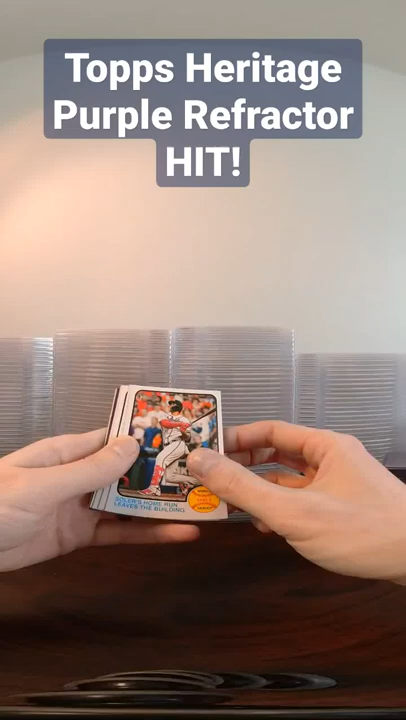 Topps Heritage
Purple Refractor
HIT!
SOLER'S HOME RUN
LEAVES THE BUILDING